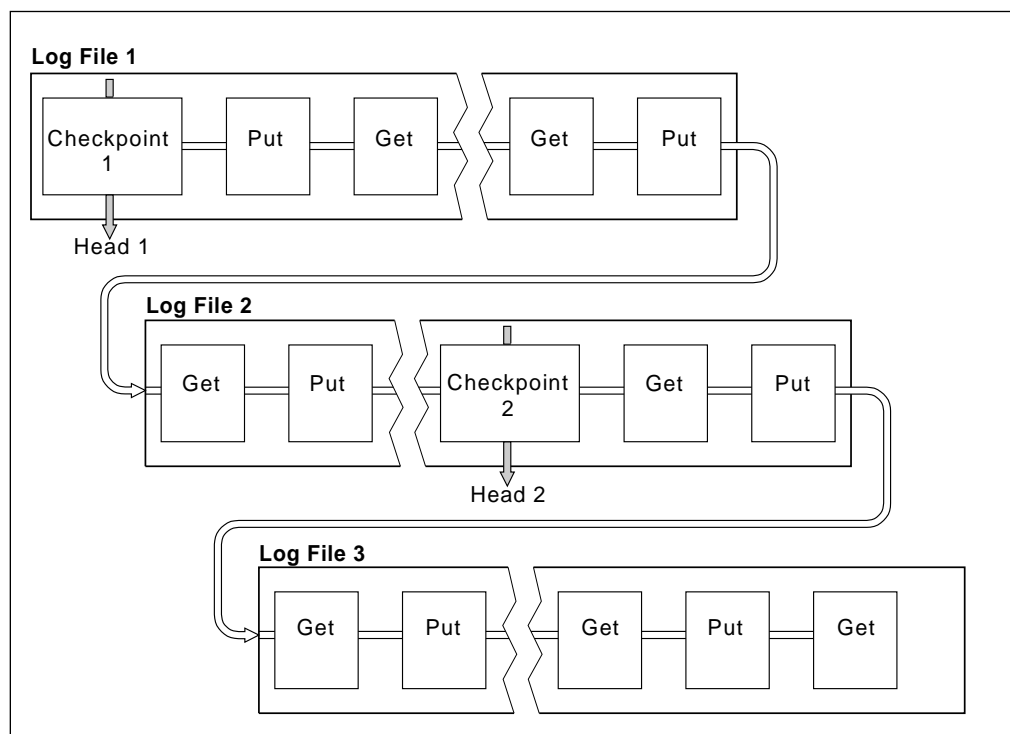 Log File 1
Checkpoint
1
Put
Get
Get
Put
Head 1
Log File 2
Get
Put
Checkpoint
2
Get
Put
Head 2
Log File 3
Get
Put
Get
Put
Get